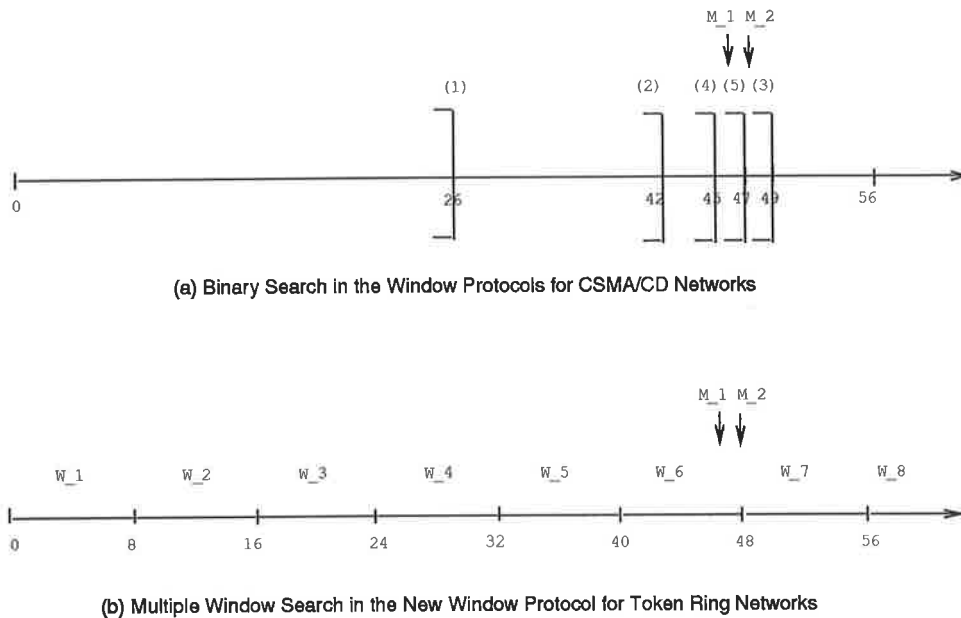 M_1 M_2
(1) (2) (4) (5) (3)
0 26 42 45 47 49 56
(a) Binary Search in the Window Protocols for CSMA/CD Networks
M_1 M_2
W_1 W_2 W_3 W_4 W_5 W_6 W_7 W_8
0 8 16 24 32 40 48 56
(b) Multiple Window Search in the New Window Protocol for Token Ring Networks